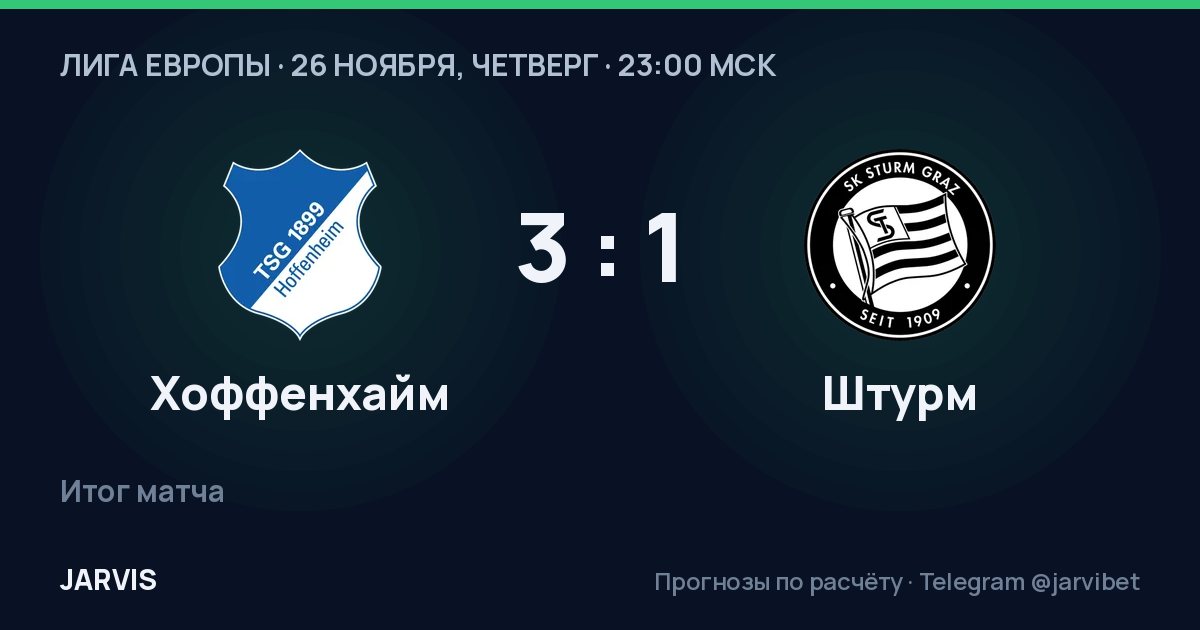 ЛИГА ЕВРОПЫ · 26 НОЯБРЯ, ЧЕТВЕРГ · 23:00 МСК
TSG 1899
Hoffenheim
3 : 1
SK STURM GRAZ
SEIT 1909
Хоффенхайм
Штурм
Итог матча
JARVIS
Прогнозы по расчёту · Telegram @jarvibet